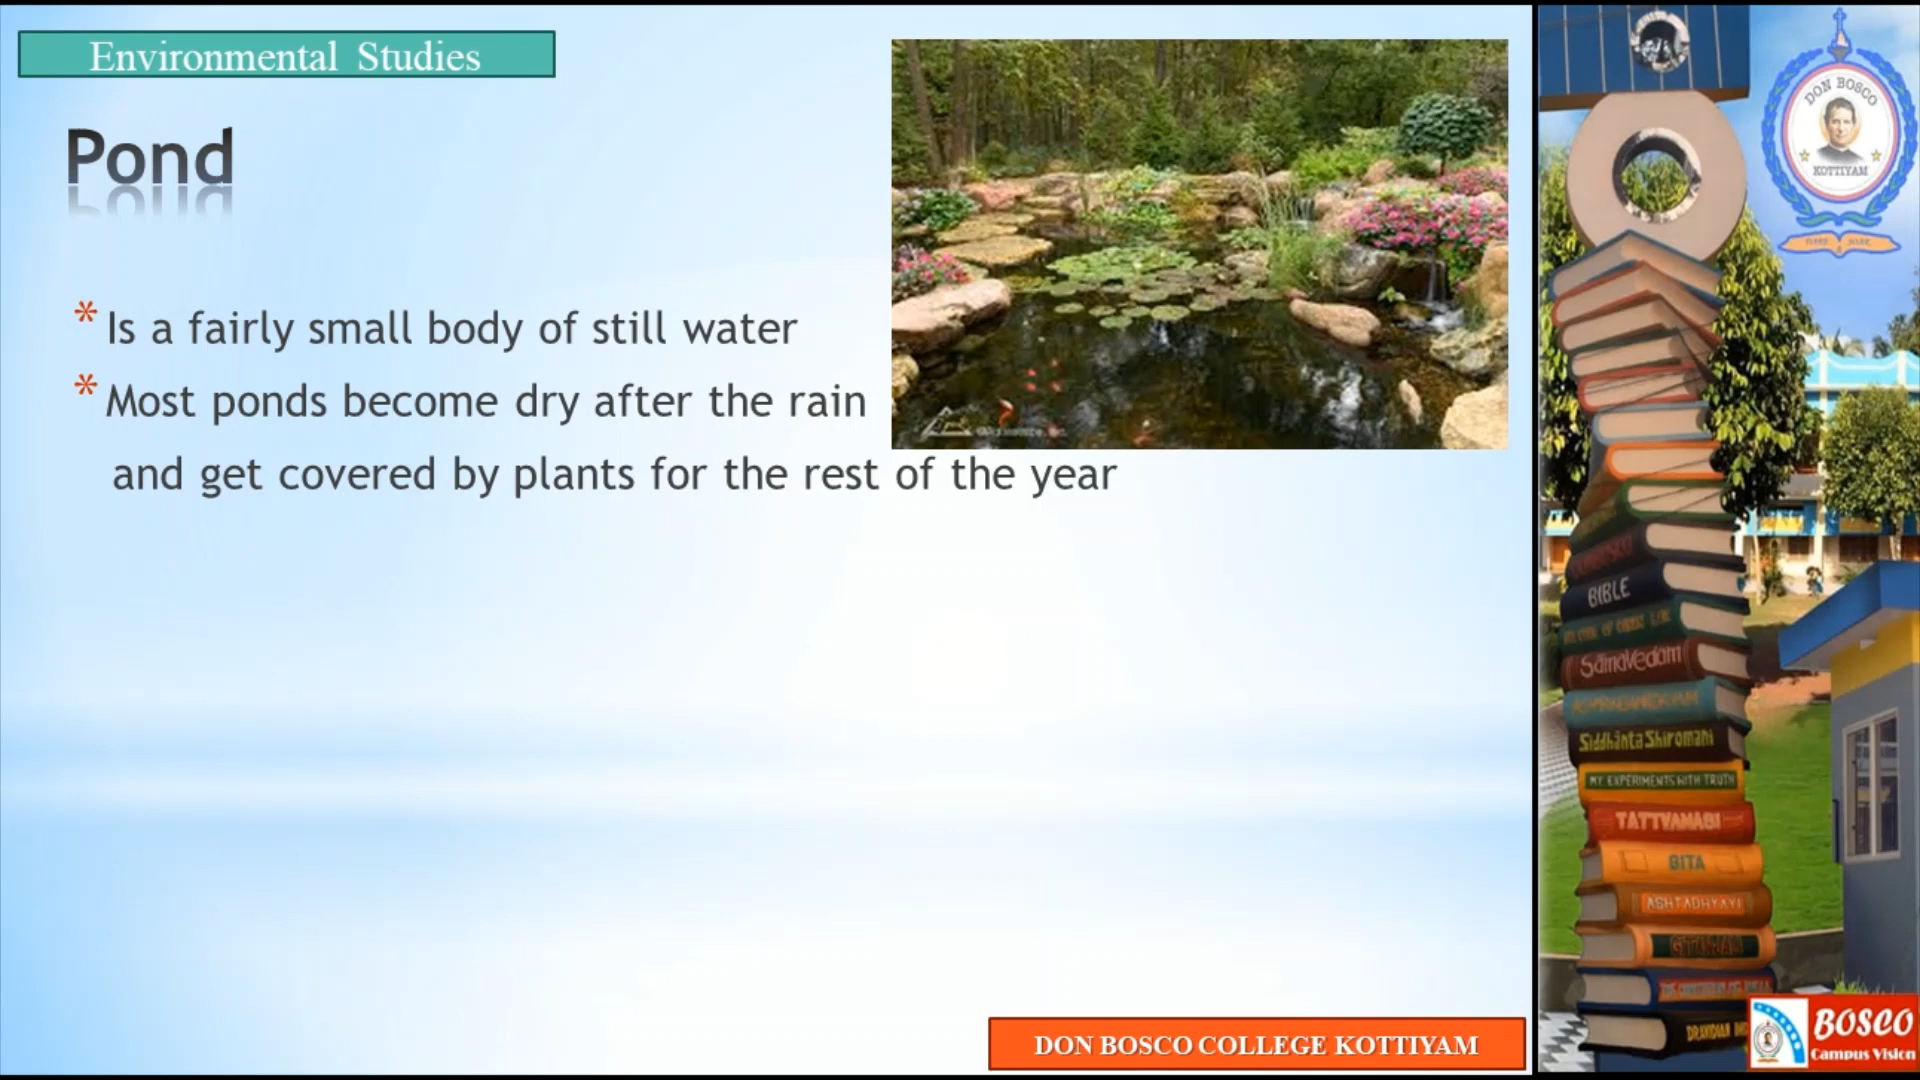 Environmental Studies
Pond
* Is a fairly small body of still water
* Most ponds become dry after the rain
and get covered by plants for the rest of the year
DON BOSCO COLLEGE KOTTIYAM
DON BOSCO
KOTTIYAM
BIBLE
SamaVedam
Siddhānta Shiromani
MY EXPERIMENTS WITH TRUTH
GITA
ASHTADHYAYI
BOSCO
Campus Vision